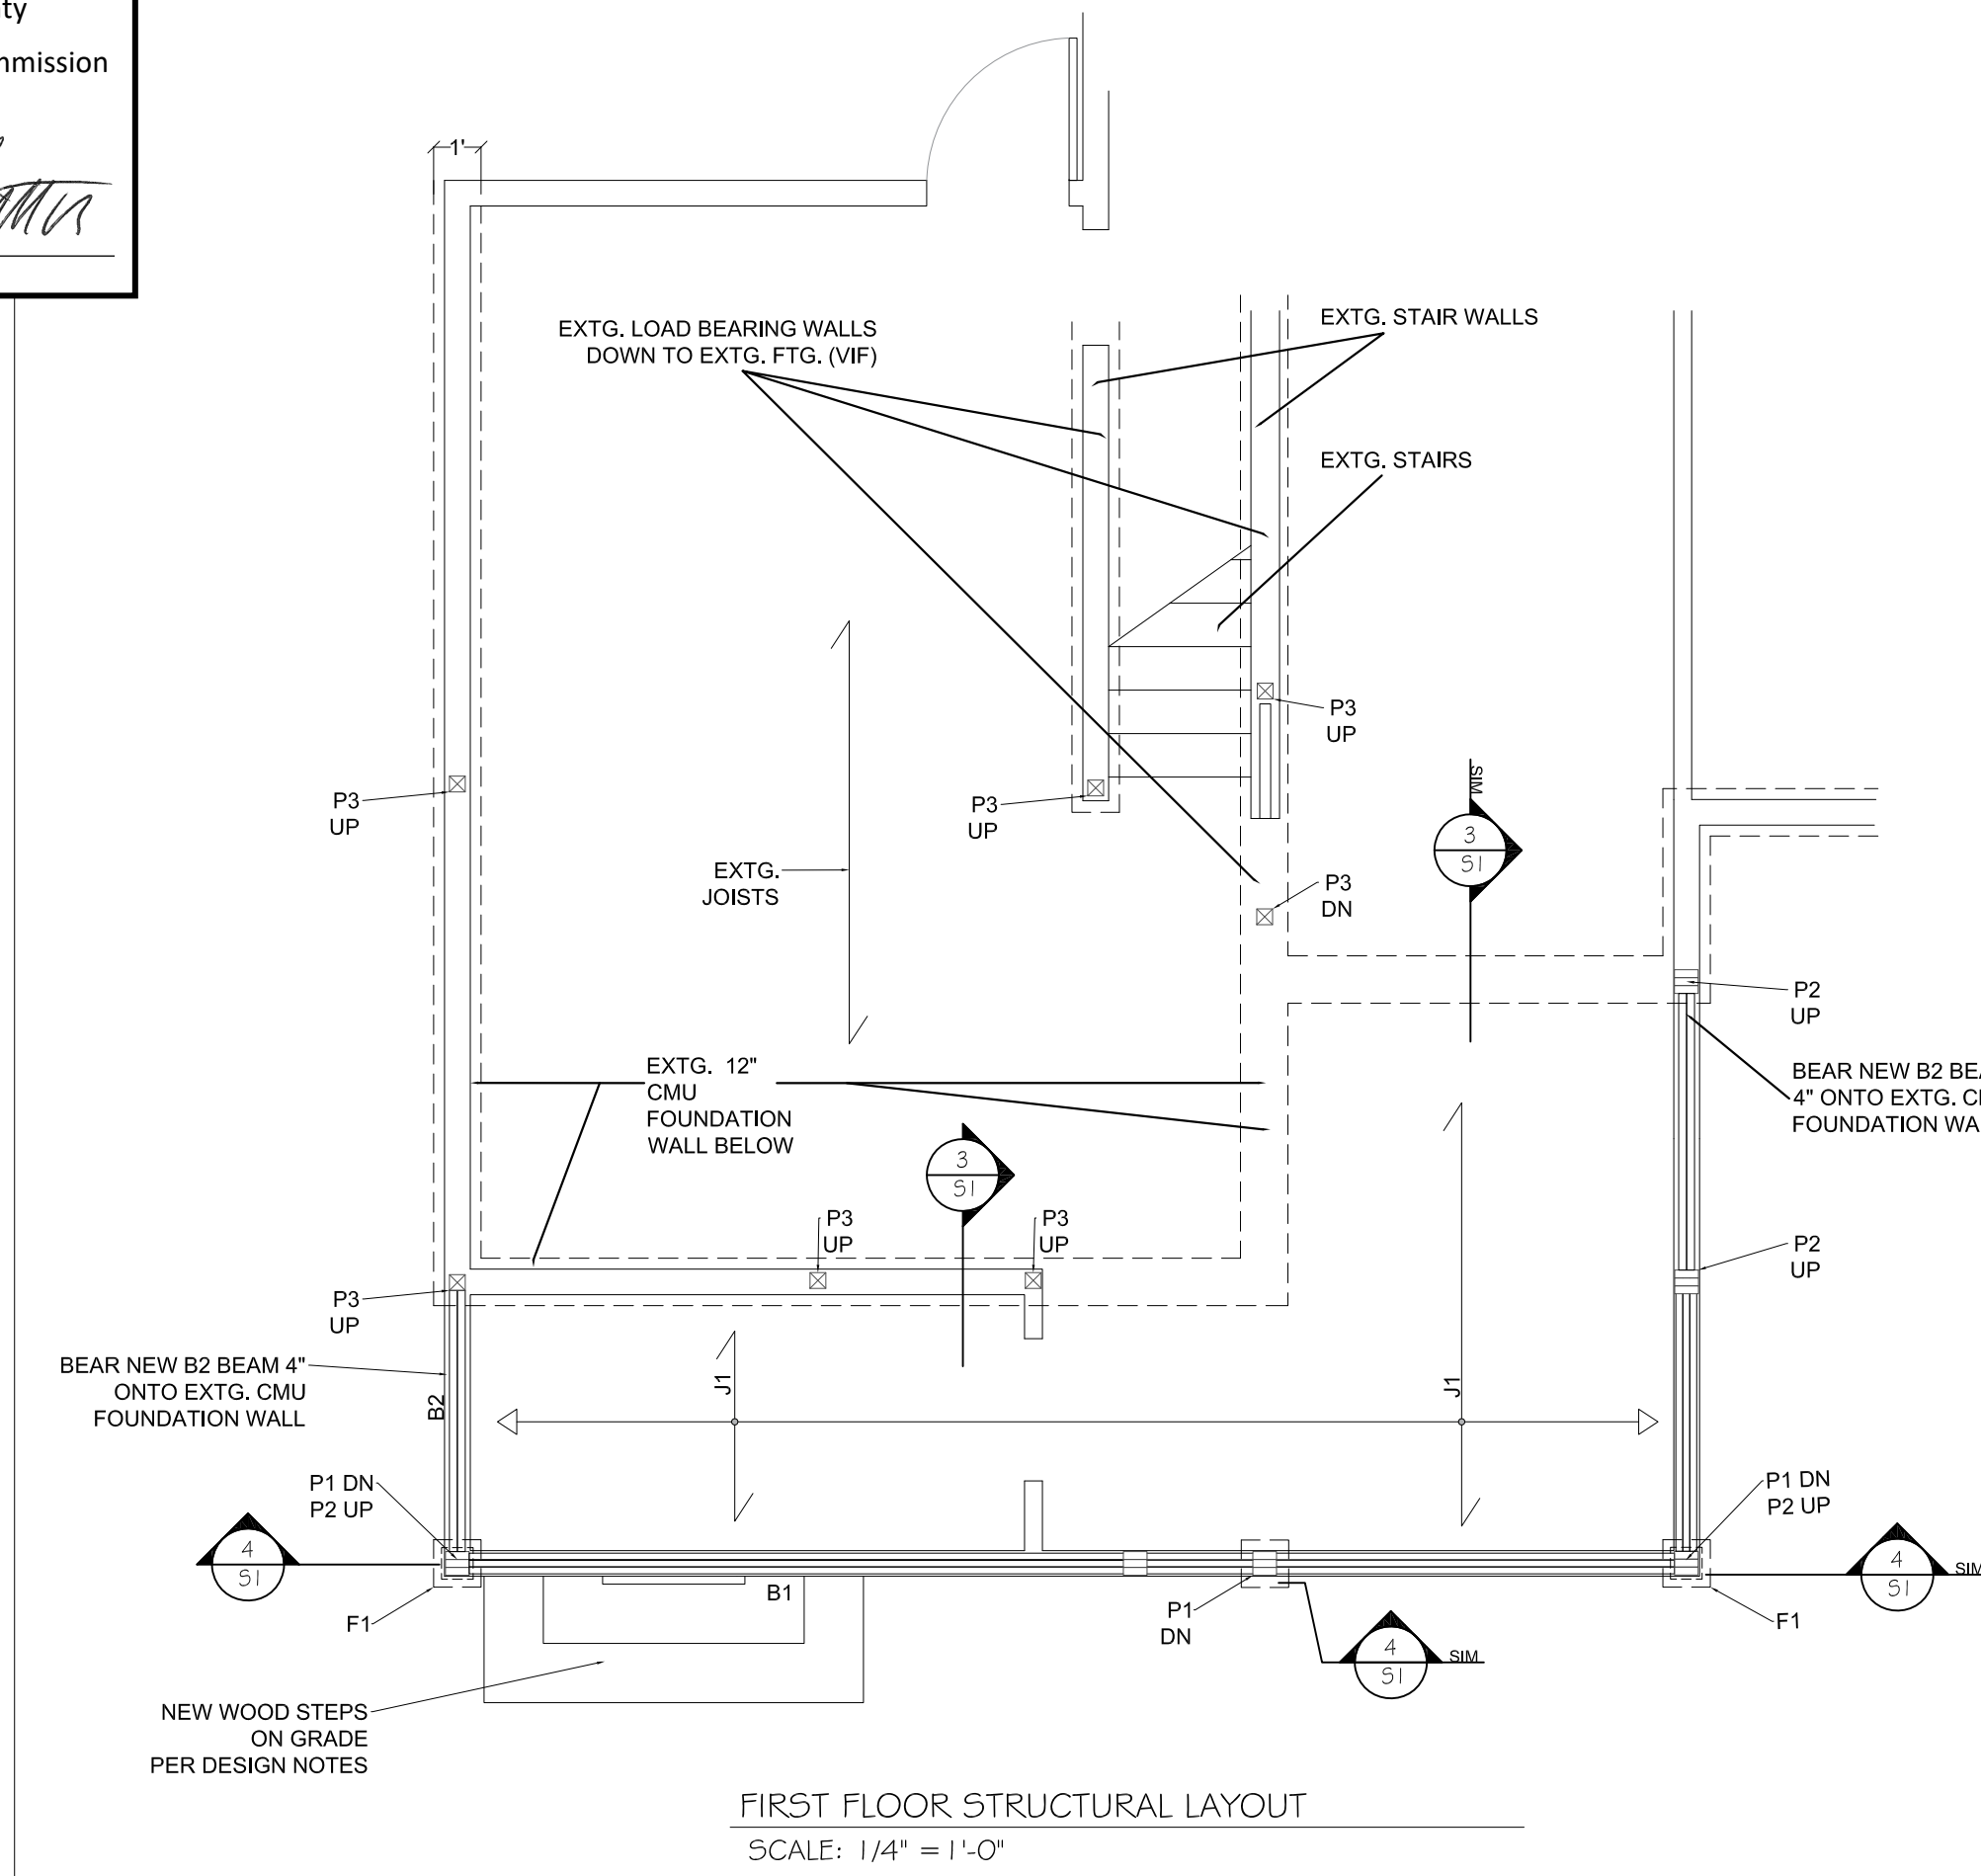 1'
EXTG. LOAD BEARING WALLS
DOWN TO EXTG. FTG. (VIF)
EXTG. STAIR WALLS
EXTG. STAIRS
P3
UP
P3
UP
P3
UP
SIM
3
S1
EXTG.
JOISTS
P3
DN
P2
UP
EXTG. 12"
CMU
FOUNDATION
WALL BELOW
BEAR NEW B2
4" ONTO EXTG.
FOUNDATION
3
S1
P3
UP
P3
UP
P2
UP
P3
UP
BEAR NEW B2 BEAM 4"
ONTO EXTG. CMU
FOUNDATION WALL
B2
J1
J1
P1 DN
P2 UP
P1 DN
P2 UP
4
S1
4
S1
SIM
B1
F1
P1
DN
F1
4
S1
SIM
NEW WOOD STEPS
ON GRADE
PER DESIGN NOTES
FIRST FLOOR STRUCTURAL LAYOUT
SCALE: 1/4" = 1'-0"